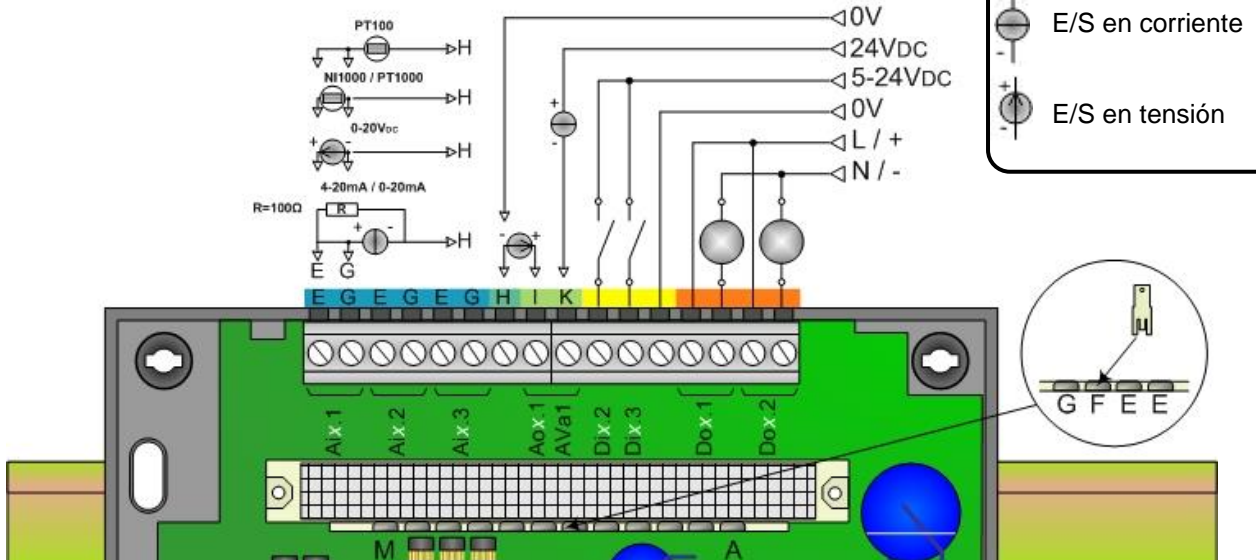 PT100
H
NI1000 / PT1000
H
0-20VDC
+ -
H
4-20mA / 0-20mA
R=100Ω
R
+ -
H
E G
0V
24VDC
5-24VDC
0V
L / +
N / -
+
-
- +
- E/S en corriente
+
- E/S en tensión
E G E G E G H I K
Aix.1
Aix.2
Aix.3
Aox.1
AVa1
Dix.2
Dix.3
Dox.1
Dox.2
G F E E
M A